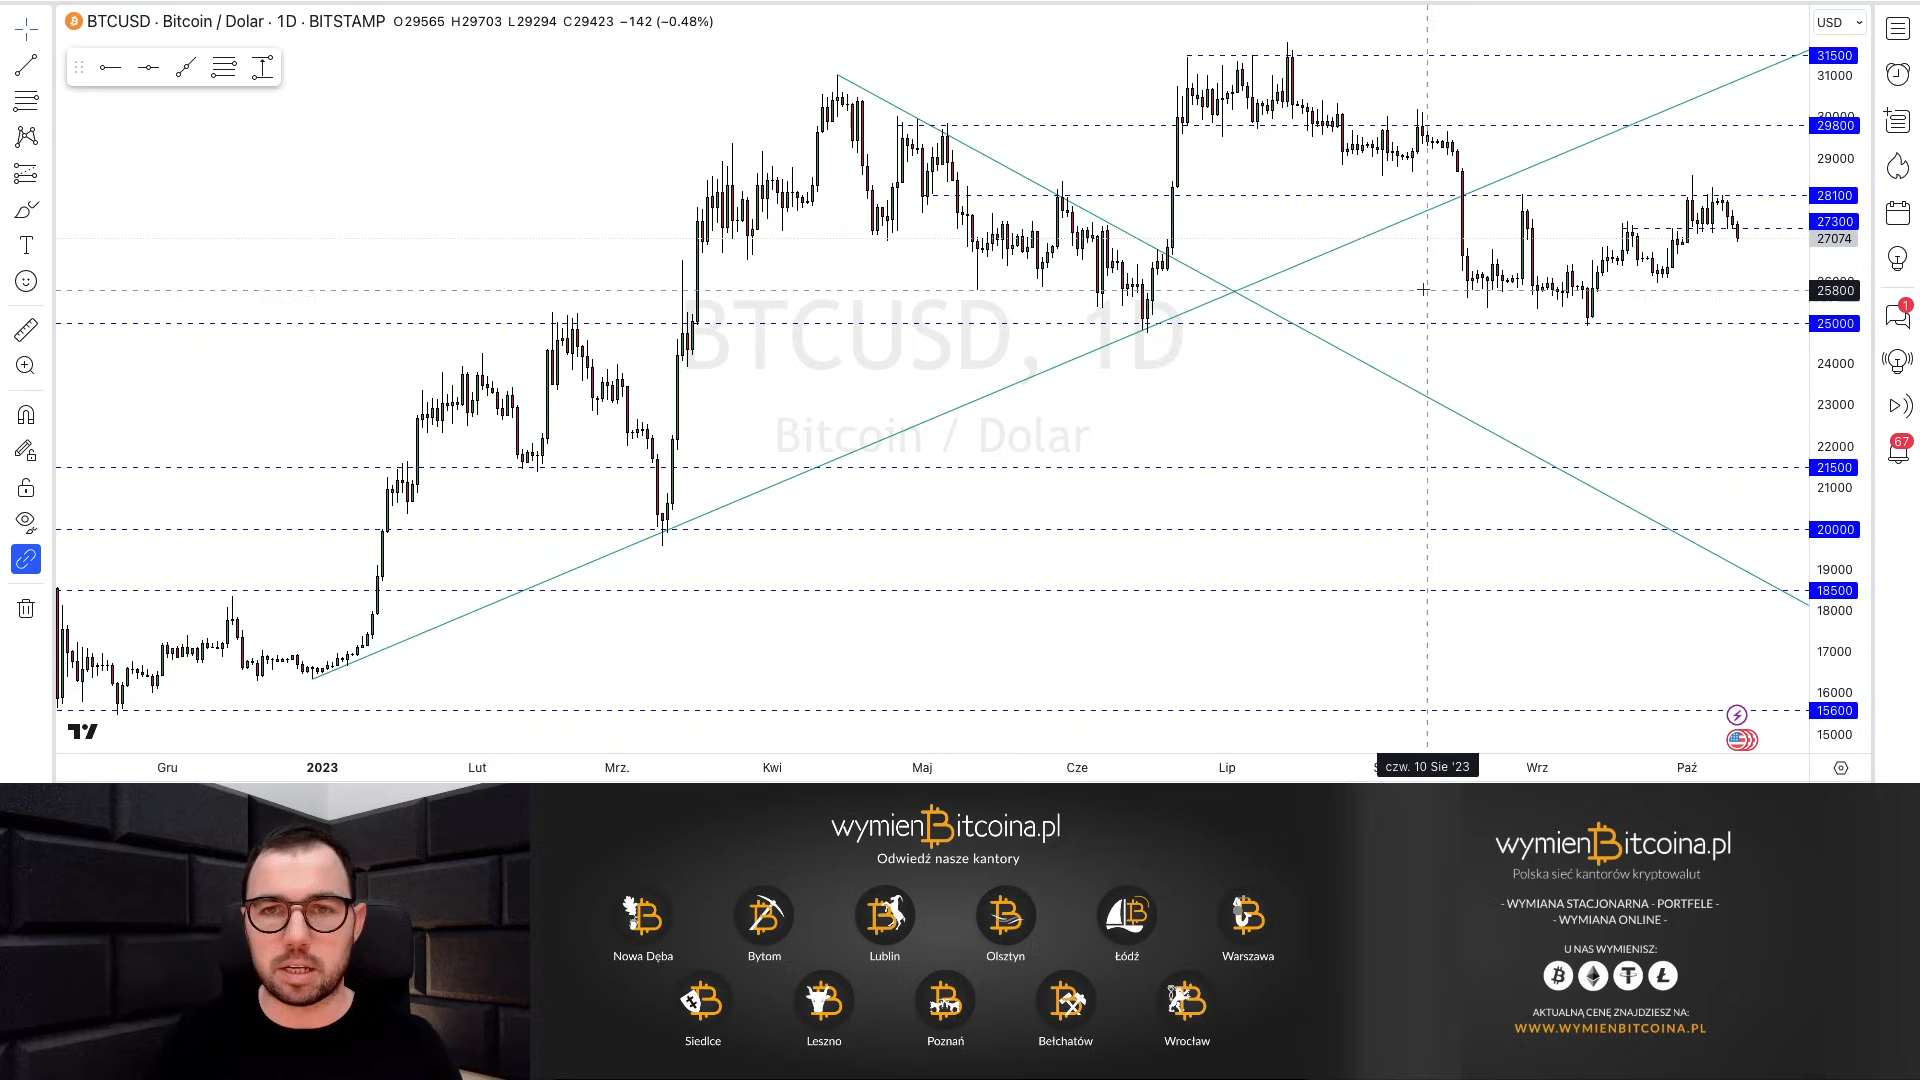 BTCUSD · Bitcoin / Dolar · 1D · BITSTAMP O29565 H29703 L29294 C29423 −142 (−0.48%)
USD
31500
31000
29800
29000
28100
27300
27074
25800
25000
24000
23000
22000
21500
21000
20000
19000
18500
18000
17000
16000
15600
15000
1
67
BTCUSD, 1D
Bitcoin / Dolar
Gru
2023
Lut
Mrz.
Kwi
Maj
Cze
Lip
czw. 10 Sie '23
Wrz
Paź
wymienBitcoina.pl
Odwiedź nasze kantory
Nowa Dęba
Bytom
Lublin
Olsztyn
Łódź
Warszawa
Siedlce
Leszno
Poznań
Bełchatów
Wrocław
wymienBitcoina.pl
Polska sieć kantorów kryptowalut
- WYMIANA STACJONARNA - PORTFELE -
- WYMIANA ONLINE -
U NAS WYMIENISZ:
AKTUALNĄ CENĘ ZNAJDZIESZ NA:
WWW.WYMIENBITCOINA.PL